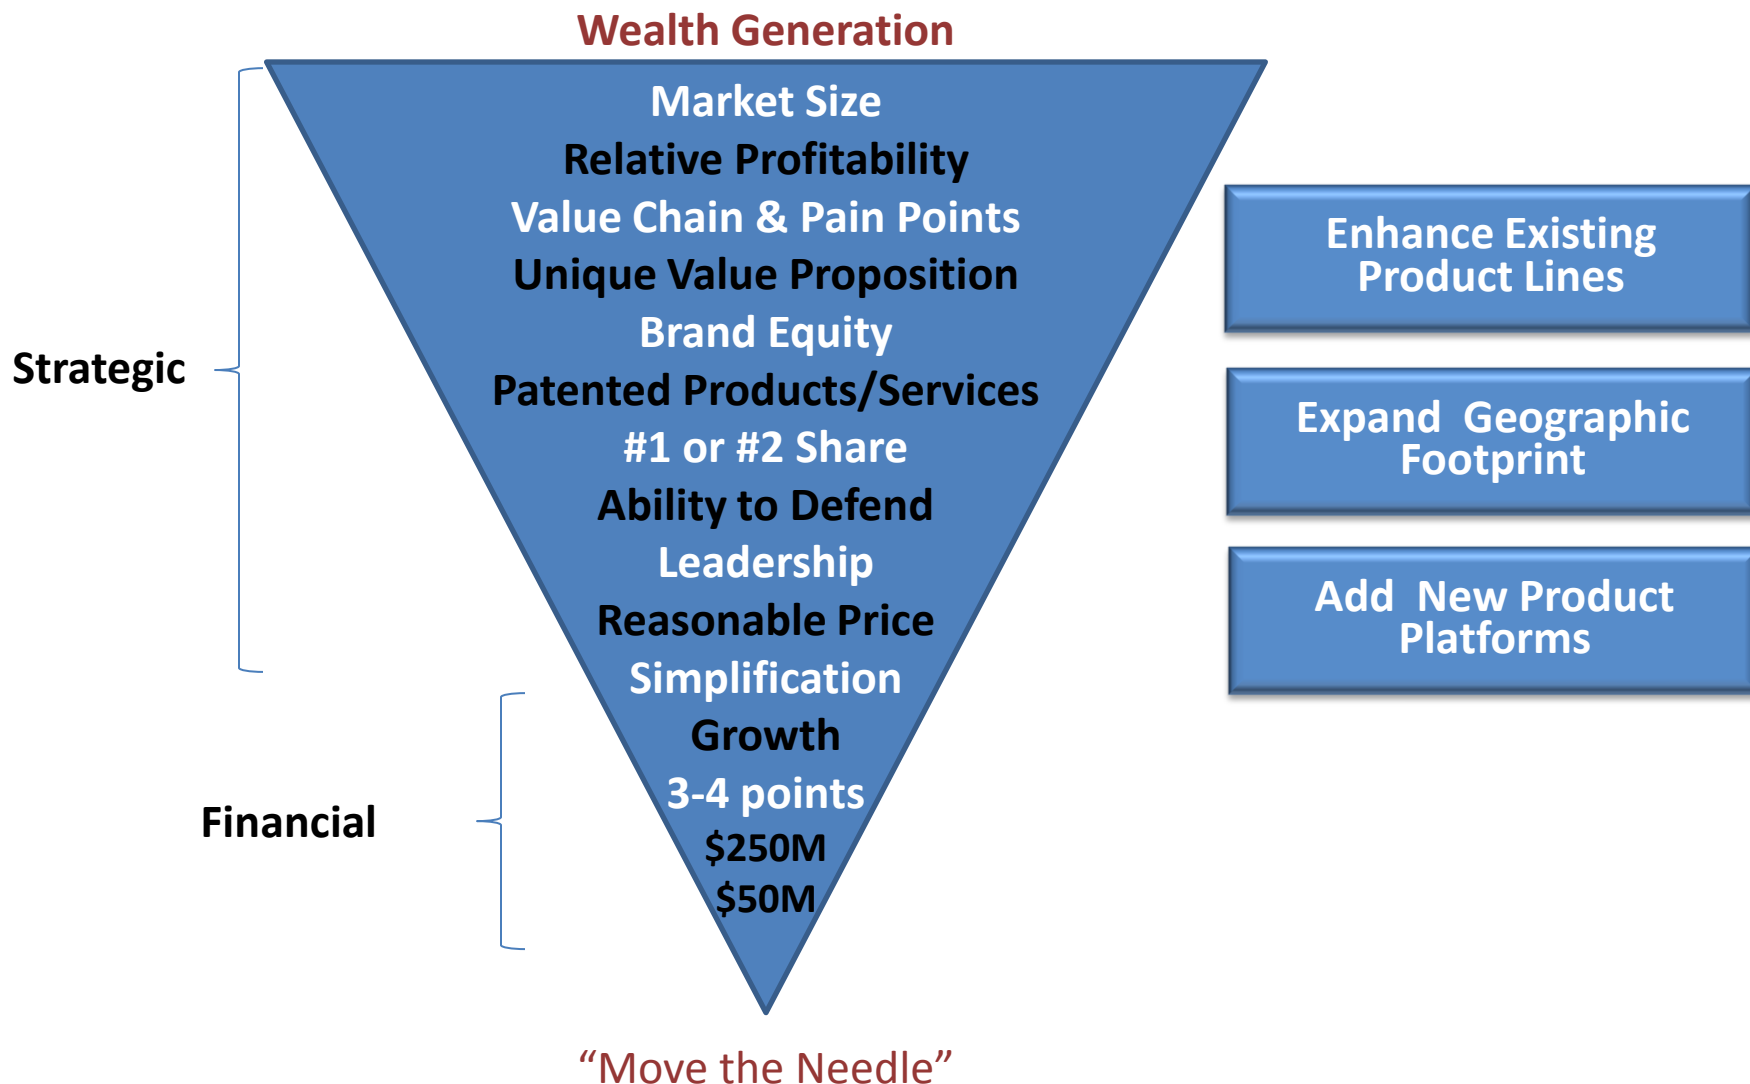 Wealth Generation
Market Size
Relative Profitability
Value Chain & Pain Points
Unique Value Proposition
Brand Equity
Patented Products/Services
#1 or #2 Share
Ability to Defend
Leadership
Reasonable Price
Simplification
Growth
3-4 points
$250M
$50M
“Move the Needle”
Strategic
Financial
Enhance Existing
Product Lines
Expand Geographic
Footprint
Add New Product
Platforms